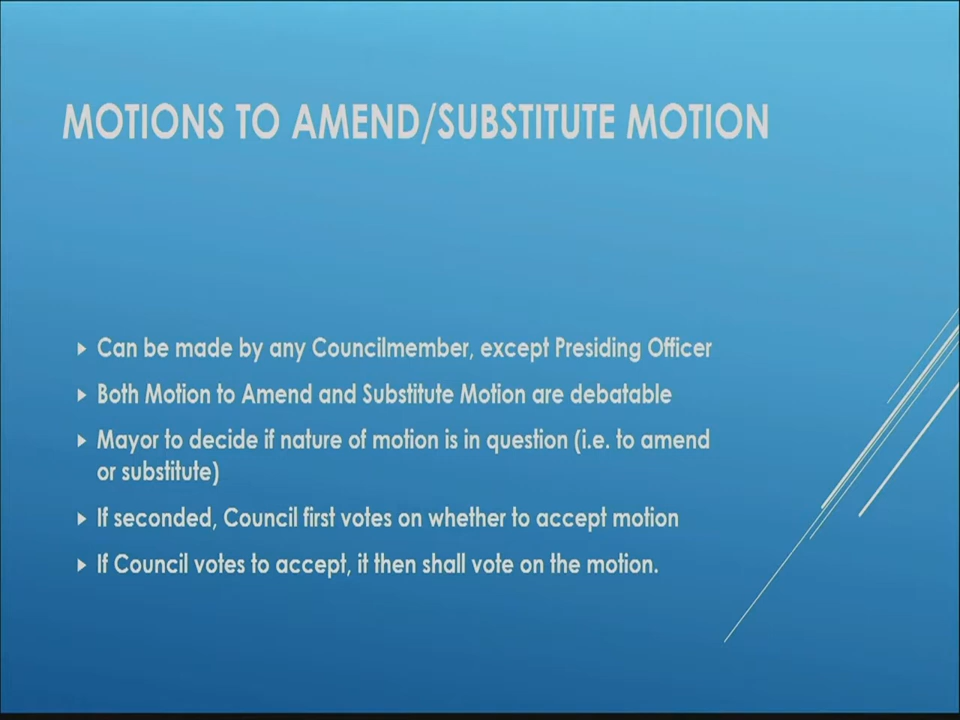 MOTIONS TO AMEND/SUBSTITUTE MOTION
Can be made by any Councilmember, except Presiding Officer
Both Motion to Amend and Substitute Motion are debatable
Mayor to decide if nature of motion is in question (i.e. to amend
or substitute)
If seconded, Council first votes on whether to accept motion
If Council votes to accept, it then shall vote on the motion.